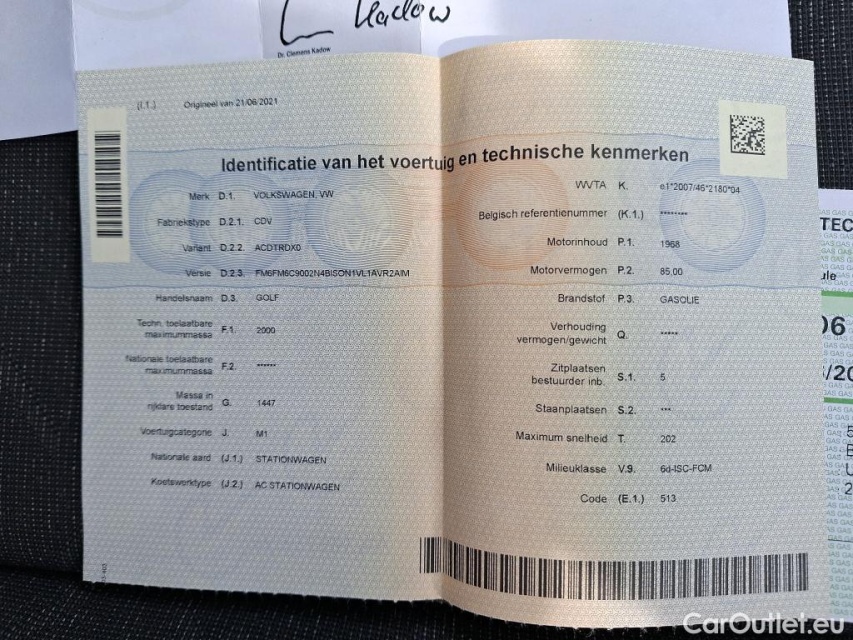 Kadow
Dr. Clemens Kadow
(I.1.) Origineel van 21/06/2021
Identificatie van het voertuig en technische kenmerken
Merk D.1. VOLKSWAGEN, VW
Fabriekstype D.2.1. CDV
Variant D.2.2. ACDTRDX0
Versie D.2.3. FM6FM6C9002N4BISON1VL1AVR2AIM
Handelsnaam D.3. GOLF
Techn. toelaatbare
maximummassa F.1. 2000
Nationale toelaatbare
maximummassa F.2. ******
Massa in
rijklare toestand G. 1447
Voertuigcategorie J. M1
Nationale aard (J.1.) STATIONWAGEN
Koetswerktype (J.2.) AC STATIONWAGEN
WVTA K. e1*2007/46*2180*04
Belgisch referentienummer (K.1.) ********
Motorinhoud P.1. 1968
Motorvermogen P.2. 85,00
Brandstof P.3. GASOLIE
Verhouding
vermogen/gewicht Q. *****
Zitplaatsen
bestuurder inb. S.1. 5
Staanplaatsen S.2. ***
Maximum snelheid T. 202
Milieuklasse V.9. 6d-ISC-FCM
Code (E.1.) 513
TEC
ule
06
/20
CarOutlet.eu